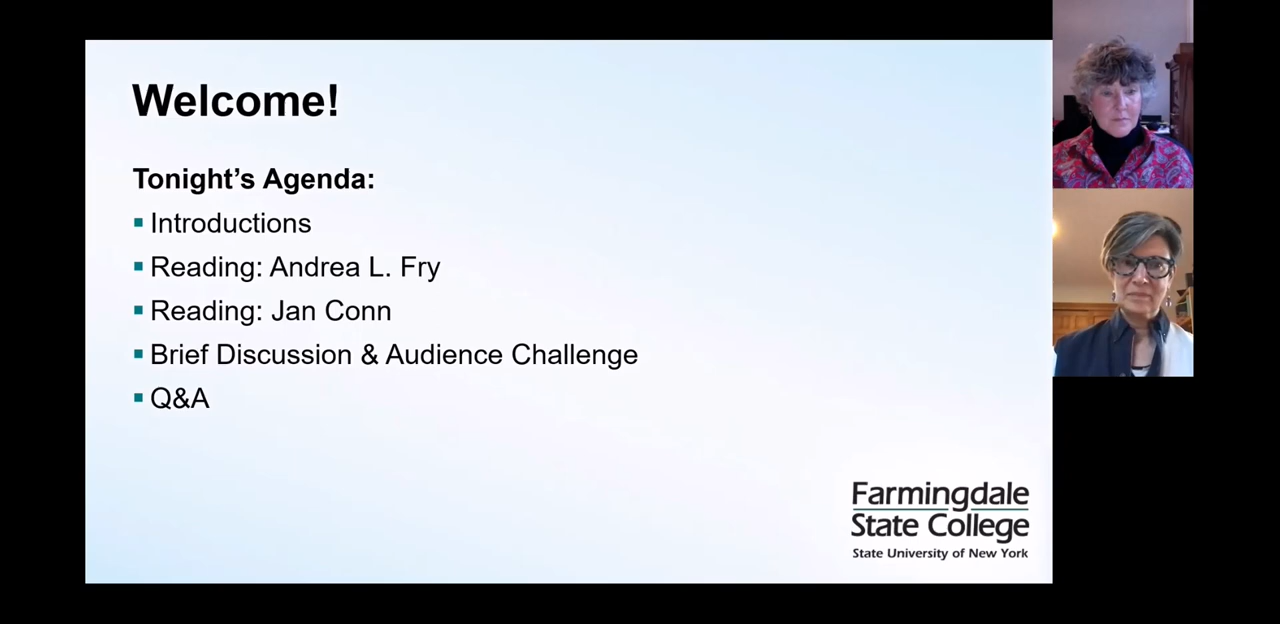 Welcome!
Tonight’s Agenda:
Introductions
Reading: Andrea L. Fry
Reading: Jan Conn
Brief Discussion & Audience Challenge
Q&A
Farmingdale
State College
State University of New York